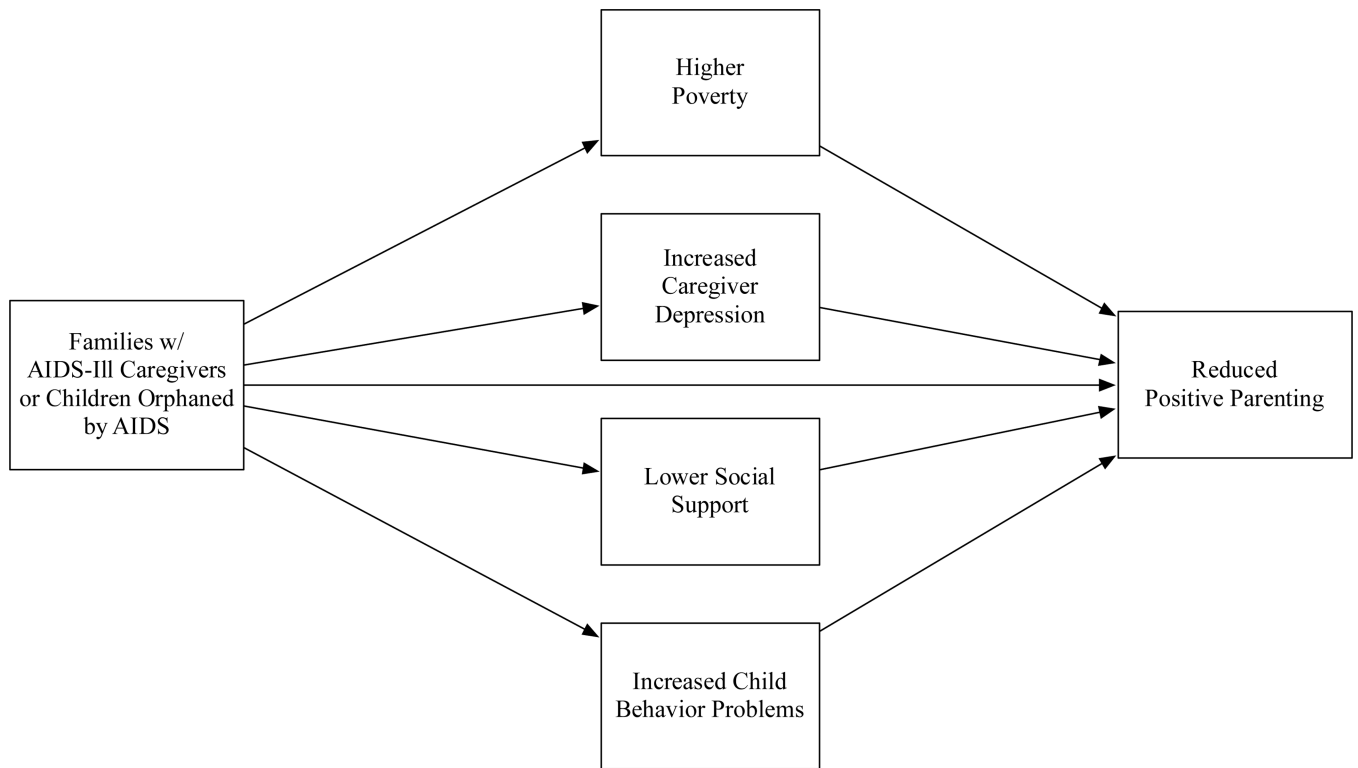 Higher
Poverty
Increased
Caregiver
Depression
Families w/
AIDS-Ill Caregivers
or Children Orphaned
by AIDS
Reduced
Positive Parenting
Lower Social
Support
Increased Child
Behavior Problems